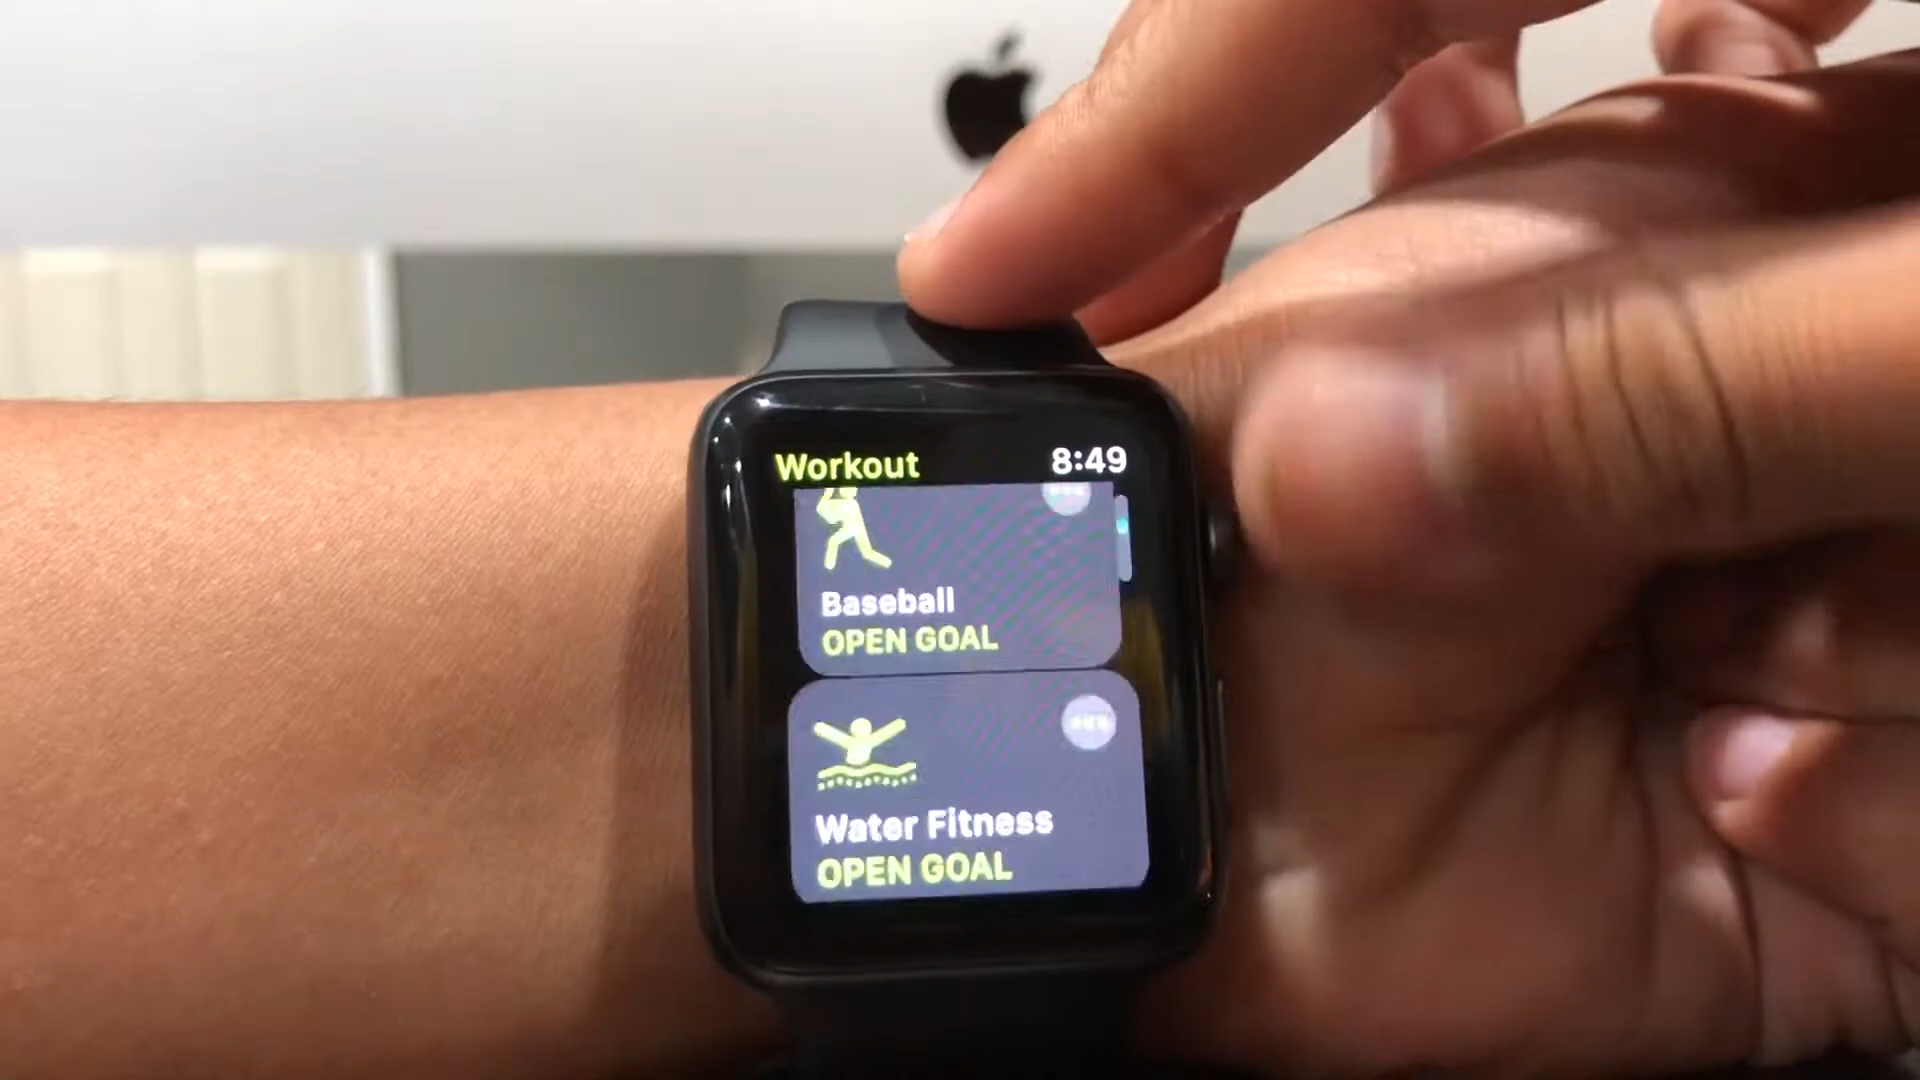 Workout 8:49
Baseball
OPEN GOAL
Water Fitness
OPEN GOAL